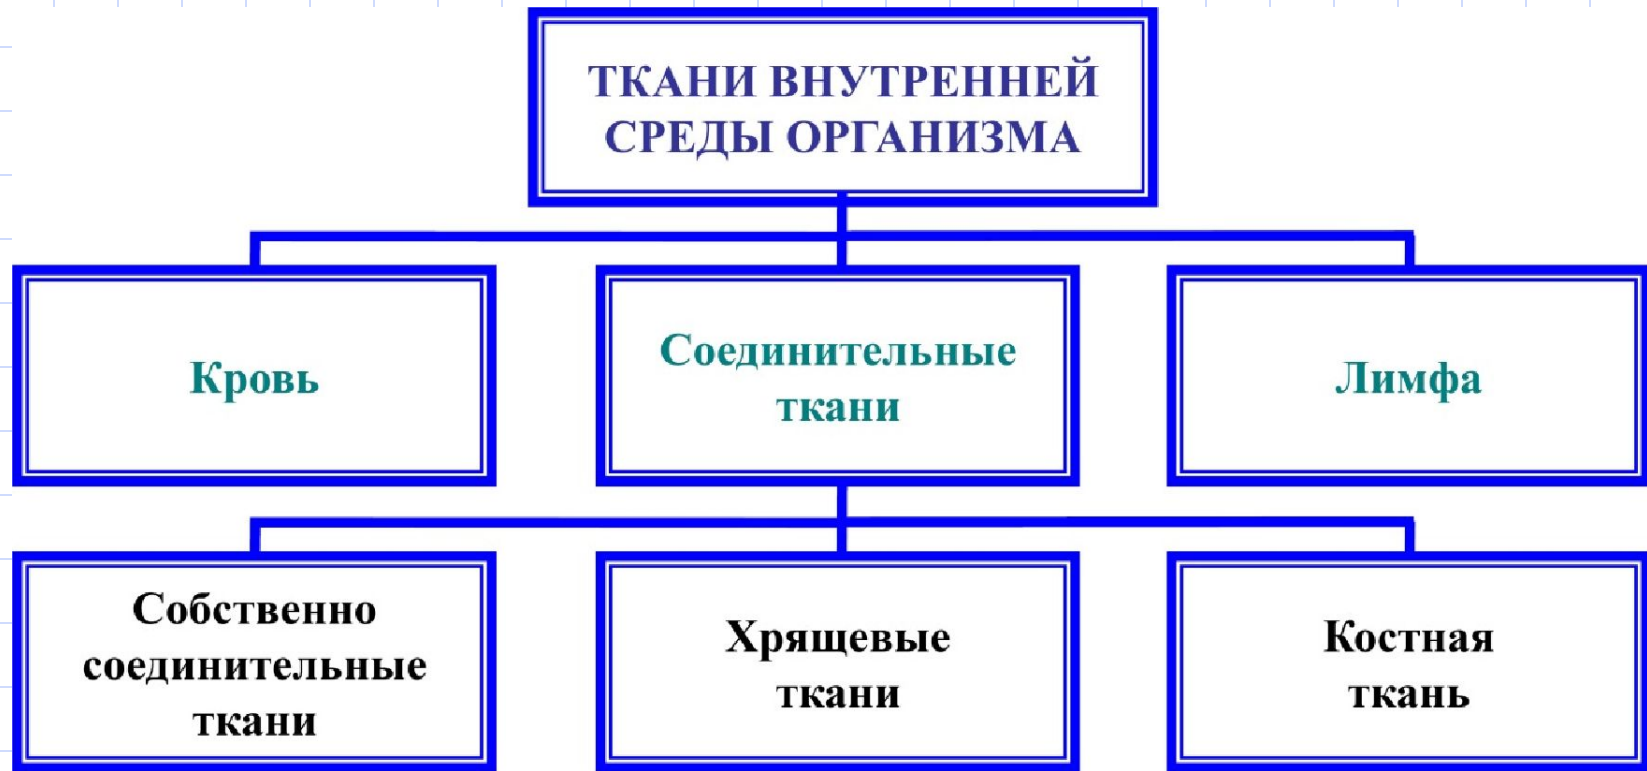 ТКАНИ ВНУТРЕННЕЙ
СРЕДЫ ОРГАНИЗМА
Кровь
Соединительные
ткани
Лимфа
Собственно
соединительные
ткани
Хрящевые
ткани
Костная
ткань